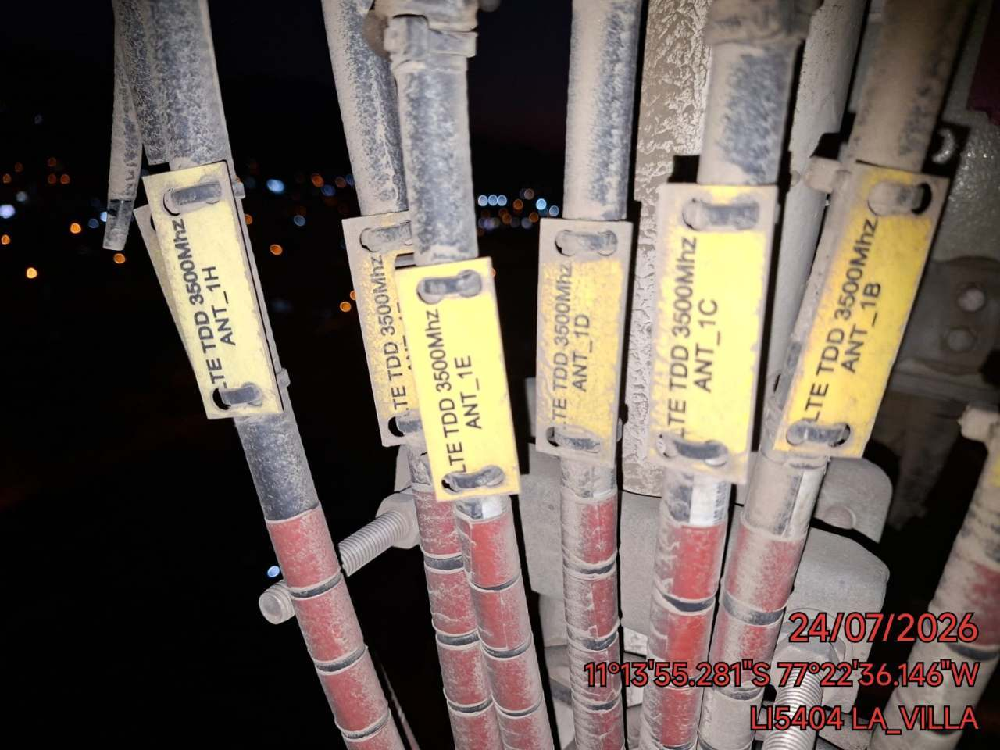 LTE TDD 3500Mhz
ANT_1H
LTE TDD 3500Mhz
LTE TDD 3500Mhz
ANT_1E
LTE TDD 3500Mhz
ANT_1D
LTE TDD 3500Mhz
ANT_1C
LTE TDD 3500Mhz
ANT_1B
24/07/2026
11°13'55.281"S 77°22'36.146"W
LI5404 LA_VILLA